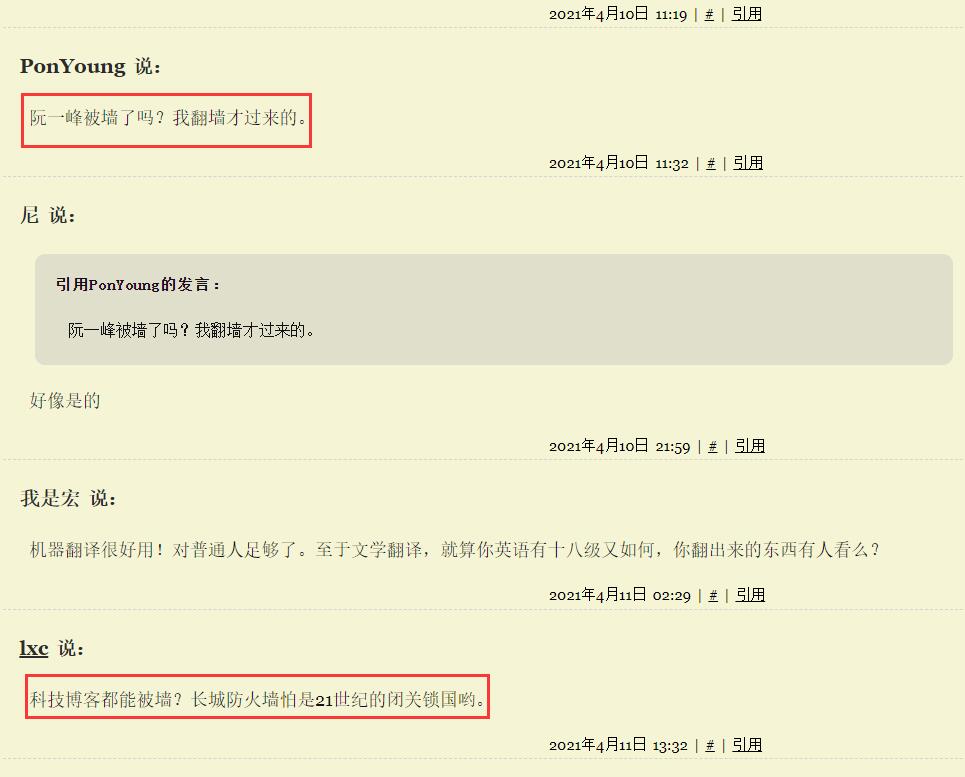 2021年4月10日 11:19 | # | 引用
PonYoung 说：
阮一峰被墙了吗？我翻墙才过来的。
2021年4月10日 11:32 | # | 引用
尼 说：
引用PonYoung的发言：
阮一峰被墙了吗？我翻墙才过来的。
好像是的
2021年4月10日 21:59 | # | 引用
我是宏 说：
机器翻译很好用！对普通人足够了。至于文学翻译，就算你英语有十八级又如何，你翻出来的东西有人看么？
2021年4月11日 02:29 | # | 引用
lxc 说：
科技博客都能被墙？长城防火墙怕是21世纪的闭关锁国哟。
2021年4月11日 13:32 | # | 引用